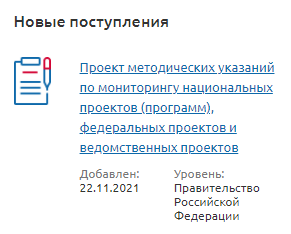 Новые поступления
Проект методических указаний
по мониторингу национальных
проектов (программ),
федеральных проектов и
ведомственных проектов
Добавлен: Уровень:
22.11.2021 Правительство
Российской
Федерации